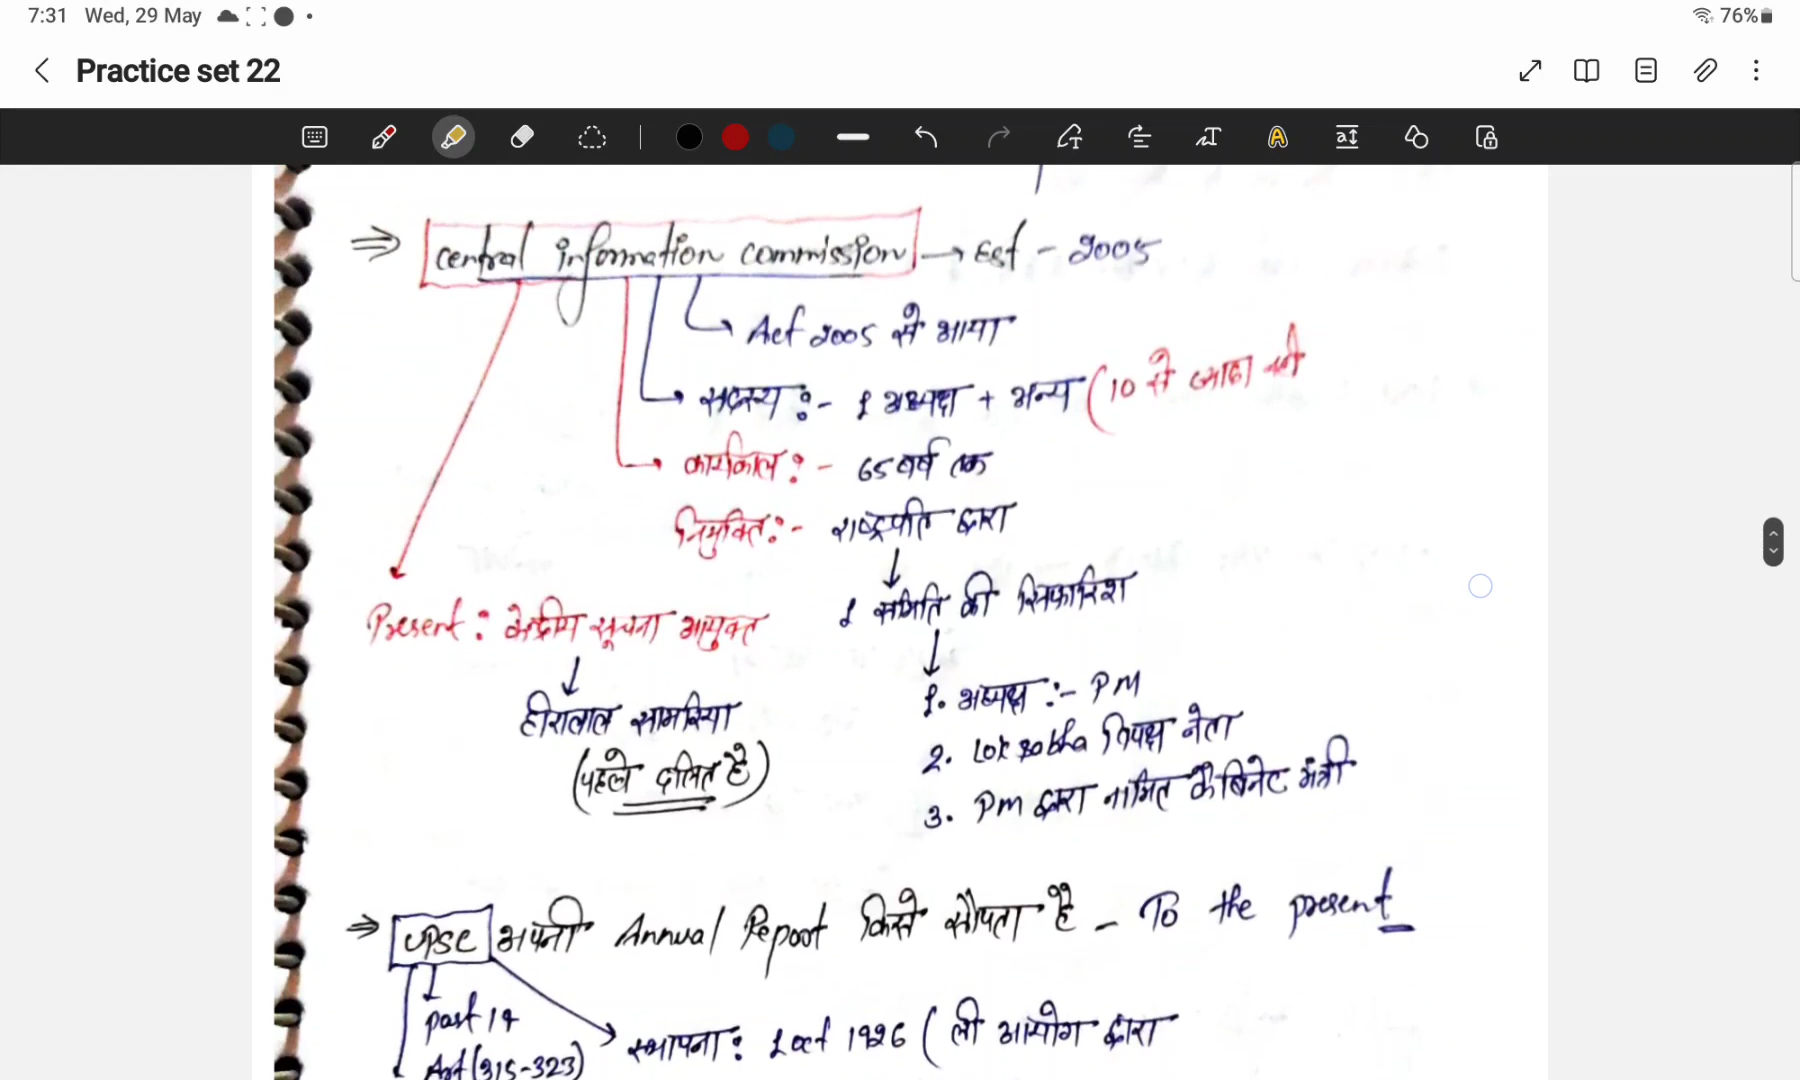 7:31 Wed, 29 May
76%
Practice set 22
⇒ central information commission → Est - 2005
Act 2005 से आया
सदस्य :- 1 अध्यक्ष + अन्य (10 से ज्यादा नही
कार्यकाल :- 65 वर्ष तक
नियुक्ति :- राष्ट्रपति द्वारा
1 समिति की सिफारिश
Present : केन्द्रीय सूचना आयुक्त
हीरालाल सामरिया
(पहले दलित है)
1. अध्यक्ष :- PM
2. Lok sabha विपक्ष नेता
3. Pm द्वारा नामित कैबिनेट मंत्री
⇒ UPSC अपनी Annual Repoot किसे सौपता है - To the present
part 14
Art (315-323)
स्थापना : 1 oct 1926 ( ली आयोग द्वारा